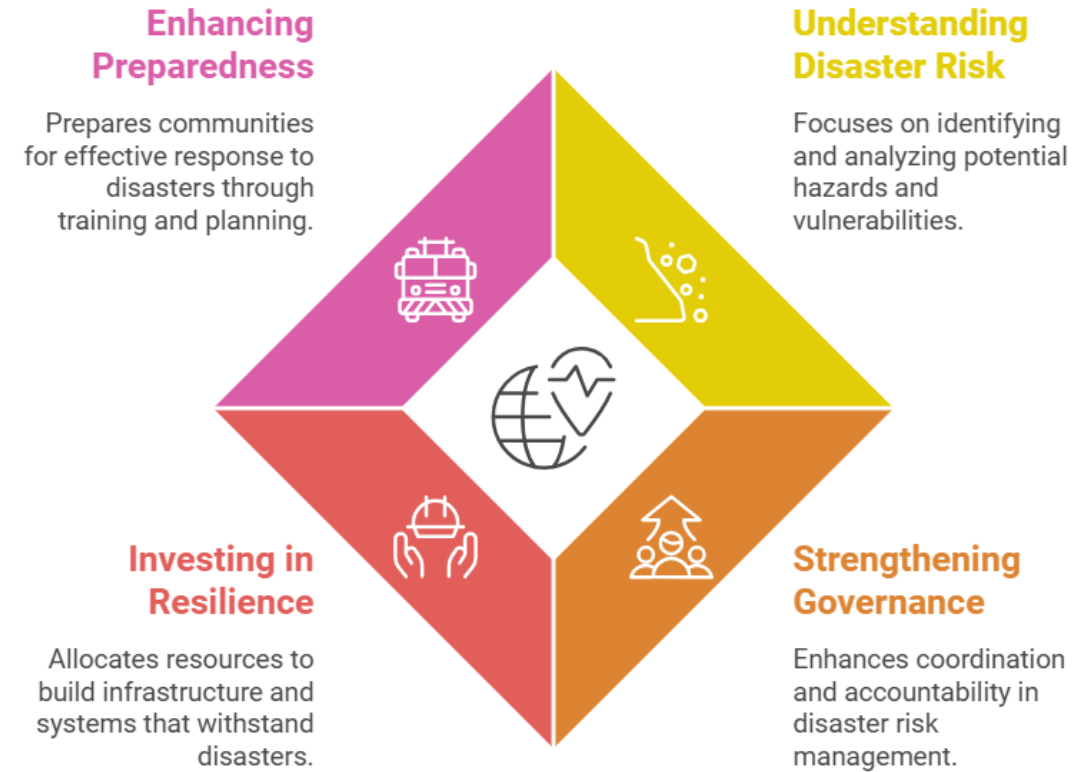 Enhancing
Preparedness
Prepares communities
for effective response to
disasters through
training and planning.
Understanding
Disaster Risk
Focuses on identifying
and analyzing potential
hazards and
vulnerabilities.
Investing in
Resilience
Allocates resources to
build infrastructure and
systems that withstand
disasters.
Strengthening
Governance
Enhances coordination
and accountability in
disaster risk
management.